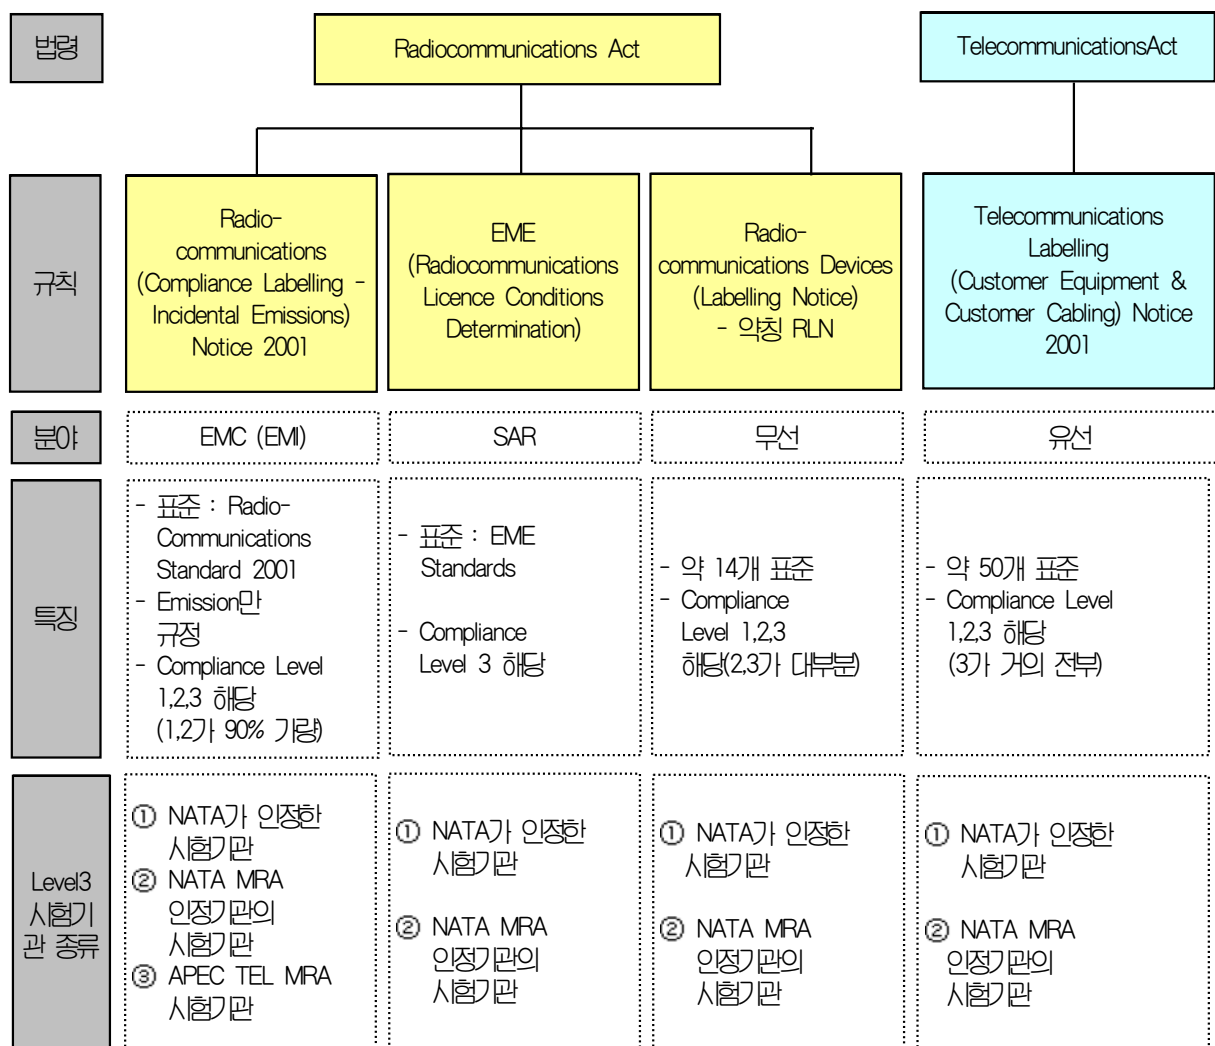 법령
Radiocommunications Act
TelecommunicationsAct
규칙
Radio-
communications
(Compliance Labelling -
Incidental Emissions)
Notice 2001
EME
(Radiocommunications
Licence Conditions
Determination)
Radio-
communications Devices
(Labelling Notice)
- 약칭 RLN
Telecommunications
Labelling
(Customer Equipment &
Customer Cabling) Notice
2001
분야
EMC (EMI)
SAR
무선
유선
특징
- 표준 : Radio-
Communications
Standard 2001
- Emission만
규정
- Compliance Level
1,2,3 해당
(1,2가 90% 가량)
- 표준 : EME
Standards
- Compliance
Level 3 해당
- 약 14개 표준
- Compliance
Level 1,2,3
해당(2,3가 대부분)
- 약 50개 표준
- Compliance Level
1,2,3 해당
(3가 거의 전부)
Level3
시험기
관 종류
① NATA가 인정한
시험기관
② NATA MRA
인정기관의
시험기관
③ APEC TEL MRA
시험기관
① NATA가 인정한
시험기관
② NATA MRA
인정기관의
시험기관
① NATA가 인정한
시험기관
② NATA MRA
인정기관의
시험기관
① NATA가 인정한
시험기관
② NATA MRA
인정기관의
시험기관